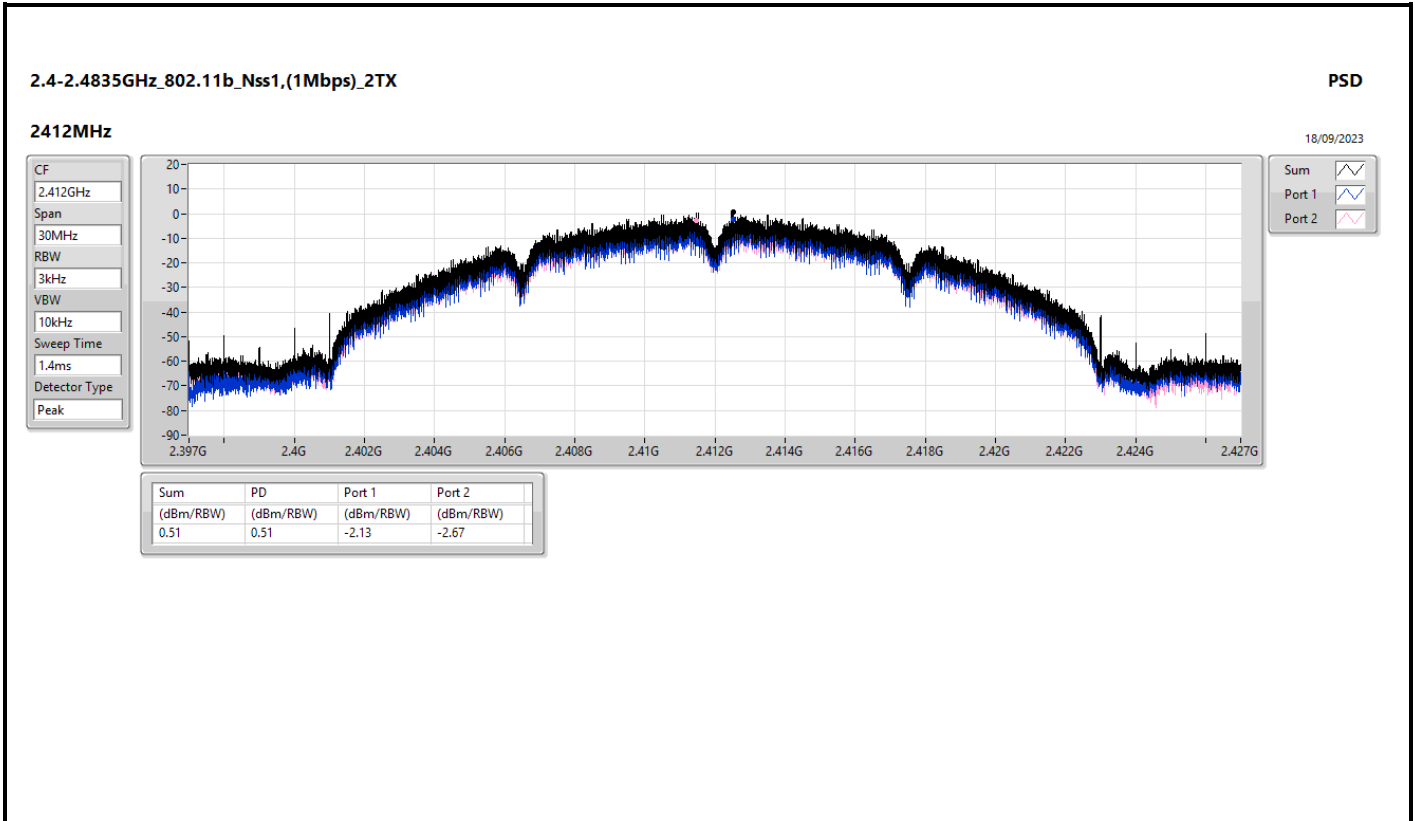 2.4-2.4835GHz_802.11b_Nss1,(1Mbps)_2TX
PSD
2412MHz
18/09/2023
CF
2.412GHz
Span
30MHz
RBW
3kHz
VBW
10kHz
Sweep Time
1.4ms
Detector Type
Peak
20
10
0
-10
-20
-30
-40
-50
-60
-70
-80
-90
2.397G 2.4G 2.402G 2.404G 2.406G 2.408G 2.41G 2.412G 2.414G 2.416G 2.418G 2.42G 2.422G 2.424G 2.427G
Sum
Port 1
Port 2
Sum PD Port 1 Port 2
(dBm/RBW) (dBm/RBW) (dBm/RBW) (dBm/RBW)
0.51 0.51 -2.13 -2.67